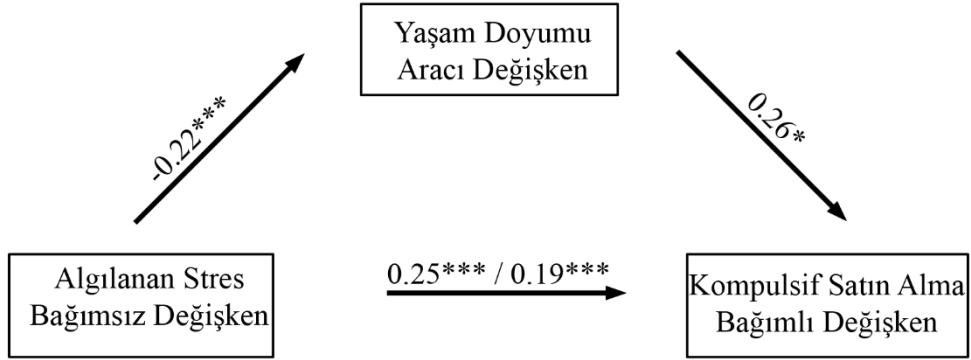 Yaşam Doyumu
Aracı Değişken
-0.22***
0.26*
0.25*** / 0.19***
Algılanan Stres
Bağımsız Değişken
Kompulsif Satın Alma
Bağımlı Değişken